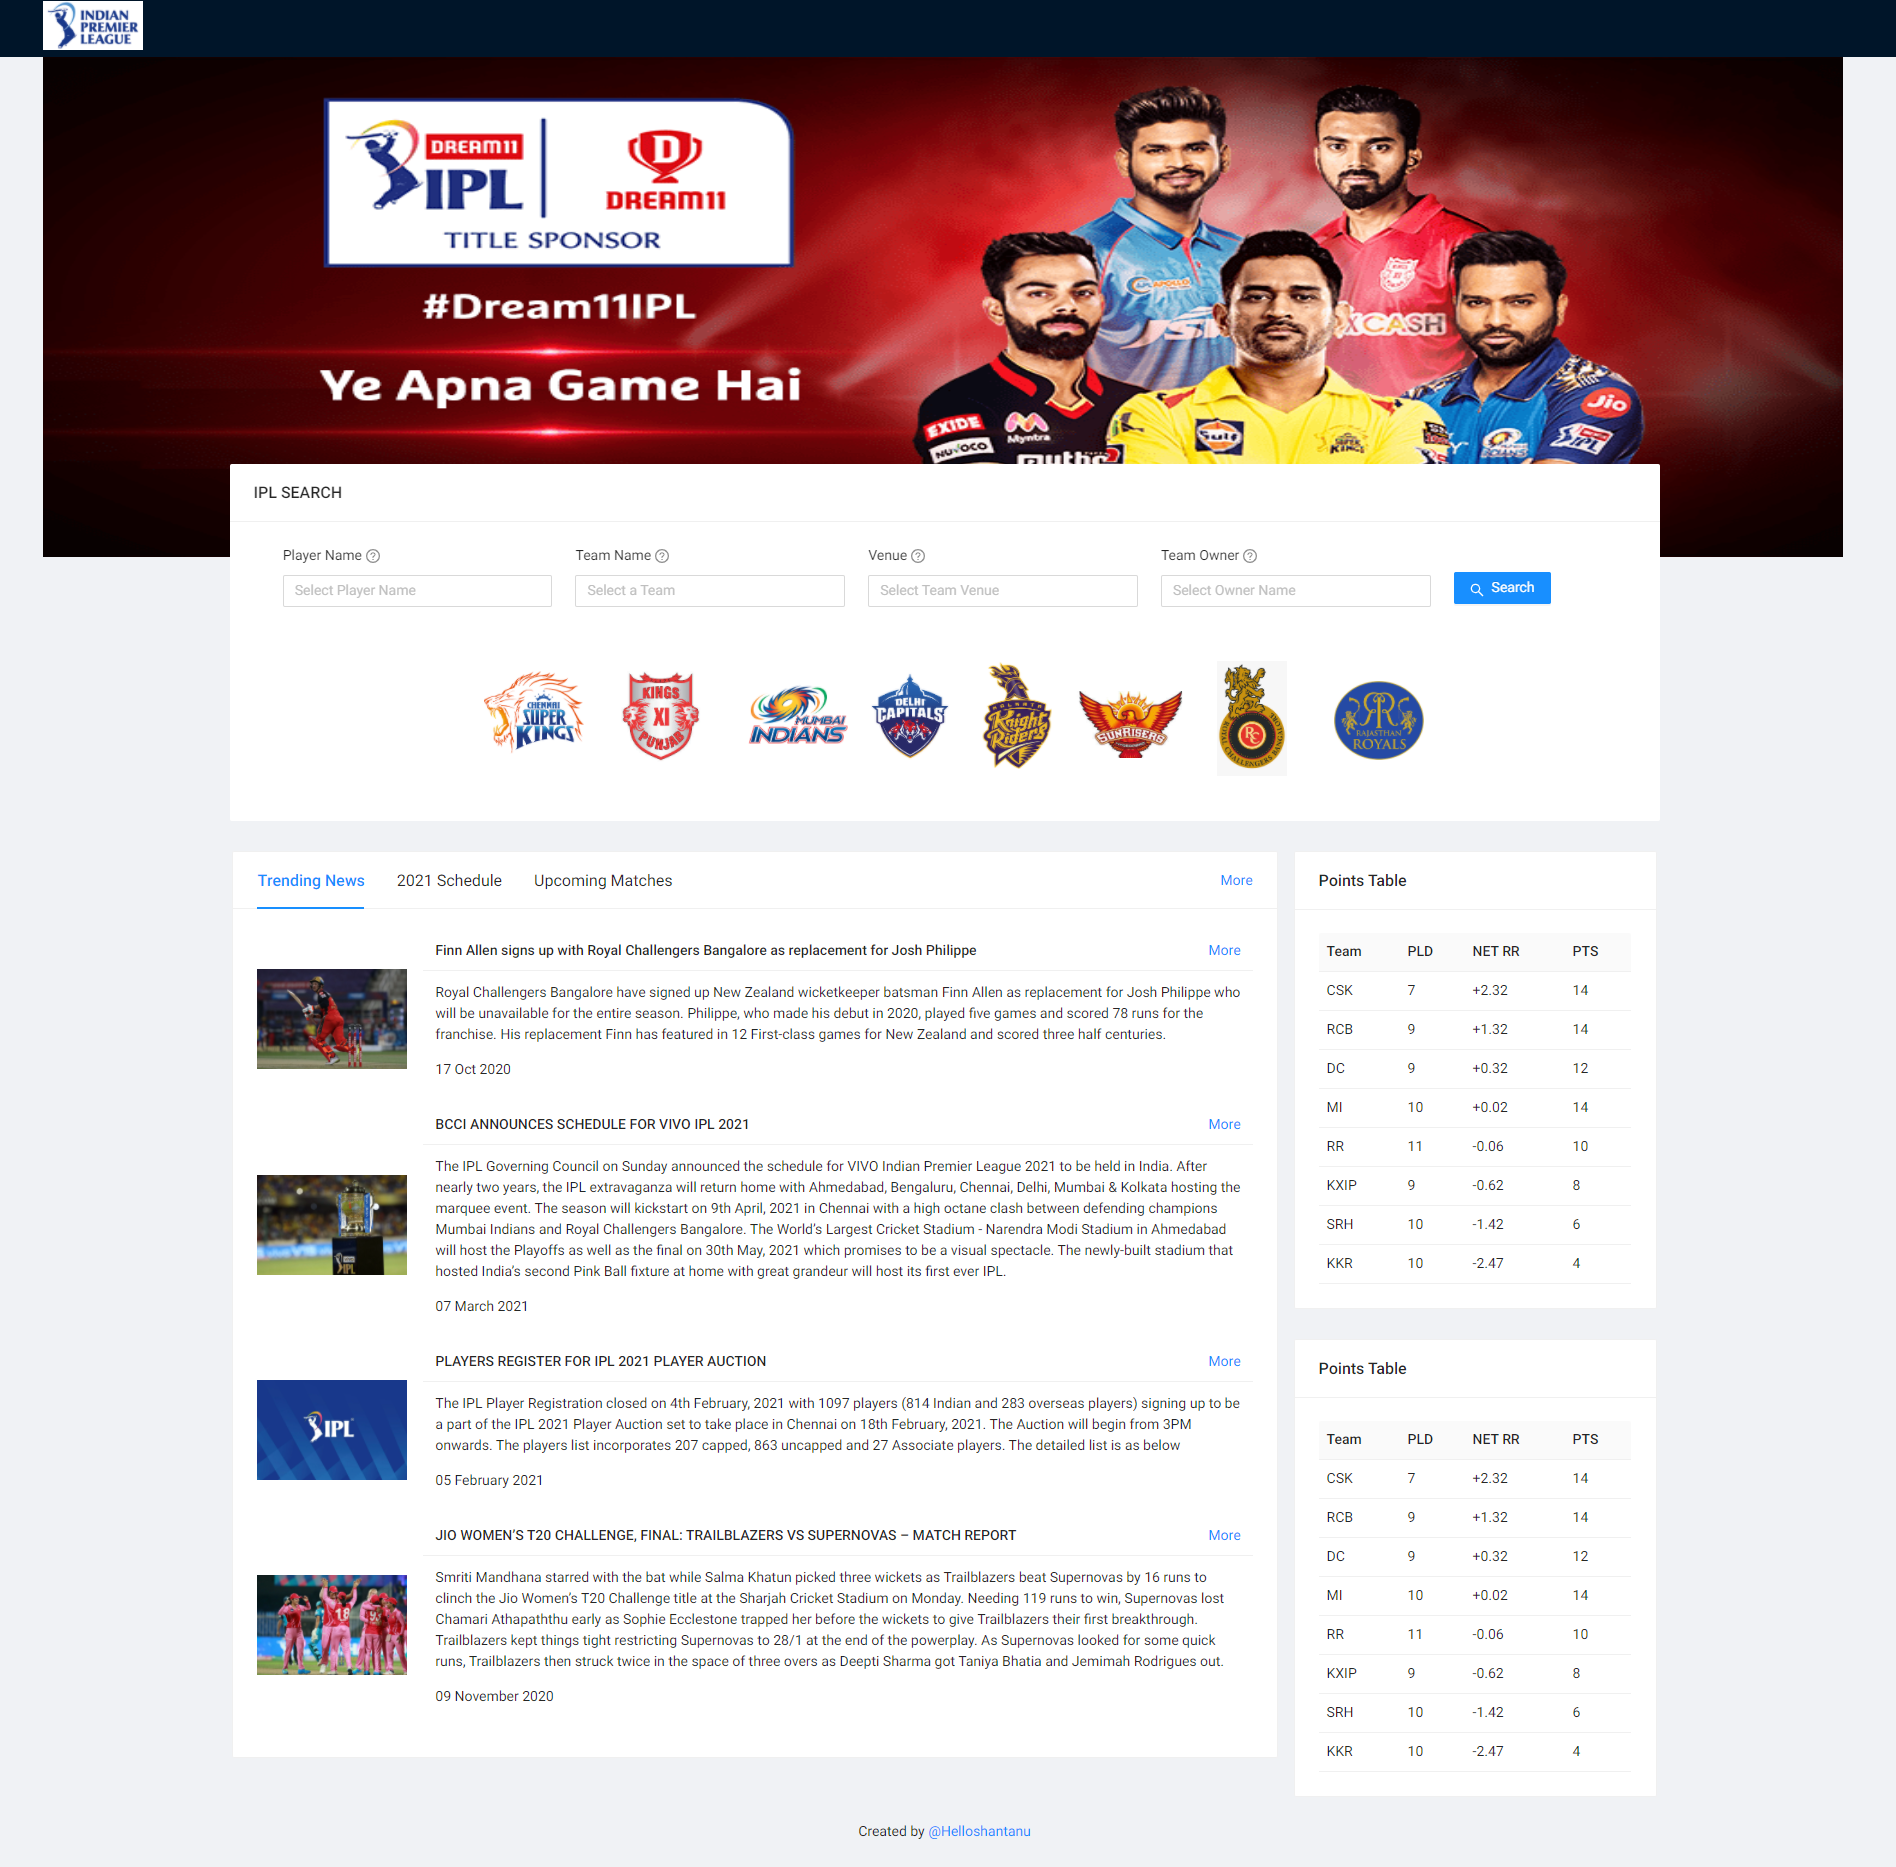 INDIAN
PREMIER
LEAGUE
DREAM11
IPL
D
DREAM11
TITLE SPONSOR
#Dream11IPL
Ye Apna Game Hai
KINGS XI
APL APOLLO
JSW
XCASH
EXIDE
NUVOCO
Myntra
Gulf
SUPER
KINGS
INDIANS
Jio
IPL
IPL SEARCH
Player Name
Team Name
Venue
Team Owner
Select Player Name
Select a Team
Select Team Venue
Select Owner Name
Search
CHENNAI
SUPER
KINGS
KINGS
XI
PUNJAB
MUMBAI
INDIANS
DELHI
CAPITALS
KOLKATA
Knight
Riders
SUNRISERS
RC
ROYAL CHALLENGERS BANGALORE
RR
RAJASTHAN
ROYALS
Trending News
2021 Schedule
Upcoming Matches
More
Finn Allen signs up with Royal Challengers Bangalore as replacement for Josh Philippe
More
Royal Challengers Bangalore have signed up New Zealand wicketkeeper batsman Finn Allen as replacement for Josh Philippe who
will be unavailable for the entire season. Philippe, who made his debut in 2020, played five games and scored 78 runs for the
franchise. His replacement Finn has featured in 12 First-class games for New Zealand and scored three half centuries.
17 Oct 2020
BCCI ANNOUNCES SCHEDULE FOR VIVO IPL 2021
More
The IPL Governing Council on Sunday announced the schedule for VIVO Indian Premier League 2021 to be held in India. After
nearly two years, the IPL extravaganza will return home with Ahmedabad, Bengaluru, Chennai, Delhi, Mumbai & Kolkata hosting the
marquee event. The season will kickstart on 9th April, 2021 in Chennai with a high octane clash between defending champions
Mumbai Indians and Royal Challengers Bangalore. The World’s Largest Cricket Stadium - Narendra Modi Stadium in Ahmedabad
will host the Playoffs as well as the final on 30th May, 2021 which promises to be a visual spectacle. The newly-built stadium that
hosted India’s second Pink Ball fixture at home with great grandeur will host its first ever IPL.
07 March 2021
IPL
PLAYERS REGISTER FOR IPL 2021 PLAYER AUCTION
More
IPL
The IPL Player Registration closed on 4th February, 2021 with 1097 players (814 Indian and 283 overseas players) signing up to be
a part of the IPL 2021 Player Auction set to take place in Chennai on 18th February, 2021. The Auction will begin from 3PM
onwards. The players list incorporates 207 capped, 863 uncapped and 27 Associate players. The detailed list is as below
05 February 2021
JIO WOMEN’S T20 CHALLENGE, FINAL: TRAILBLAZERS VS SUPERNOVAS – MATCH REPORT
More
18
Smriti Mandhana starred with the bat while Salma Khatun picked three wickets as Trailblazers beat Supernovas by 16 runs to
clinch the Jio Women’s T20 Challenge title at the Sharjah Cricket Stadium on Monday. Needing 119 runs to win, Supernovas lost
Chamari Athapaththu early as Sophie Ecclestone trapped her before the wickets to give Trailblazers their first breakthrough.
Trailblazers kept things tight restricting Supernovas to 28/1 at the end of the powerplay. As Supernovas looked for some quick
runs, Trailblazers then struck twice in the space of three overs as Deepti Sharma got Taniya Bhatia and Jemimah Rodrigues out.
09 November 2020
Points Table
Team PLD NET RR PTS
CSK 7 +2.32 14
RCB 9 +1.32 14
DC 9 +0.32 12
MI 10 +0.02 14
RR 11 -0.06 10
KXIP 9 -0.62 8
SRH 10 -1.42 6
KKR 10 -2.47 4
Points Table
Team PLD NET RR PTS
CSK 7 +2.32 14
RCB 9 +1.32 14
DC 9 +0.32 12
MI 10 +0.02 14
RR 11 -0.06 10
KXIP 9 -0.62 8
SRH 10 -1.42 6
KKR 10 -2.47 4
Created by @Helloshantanu